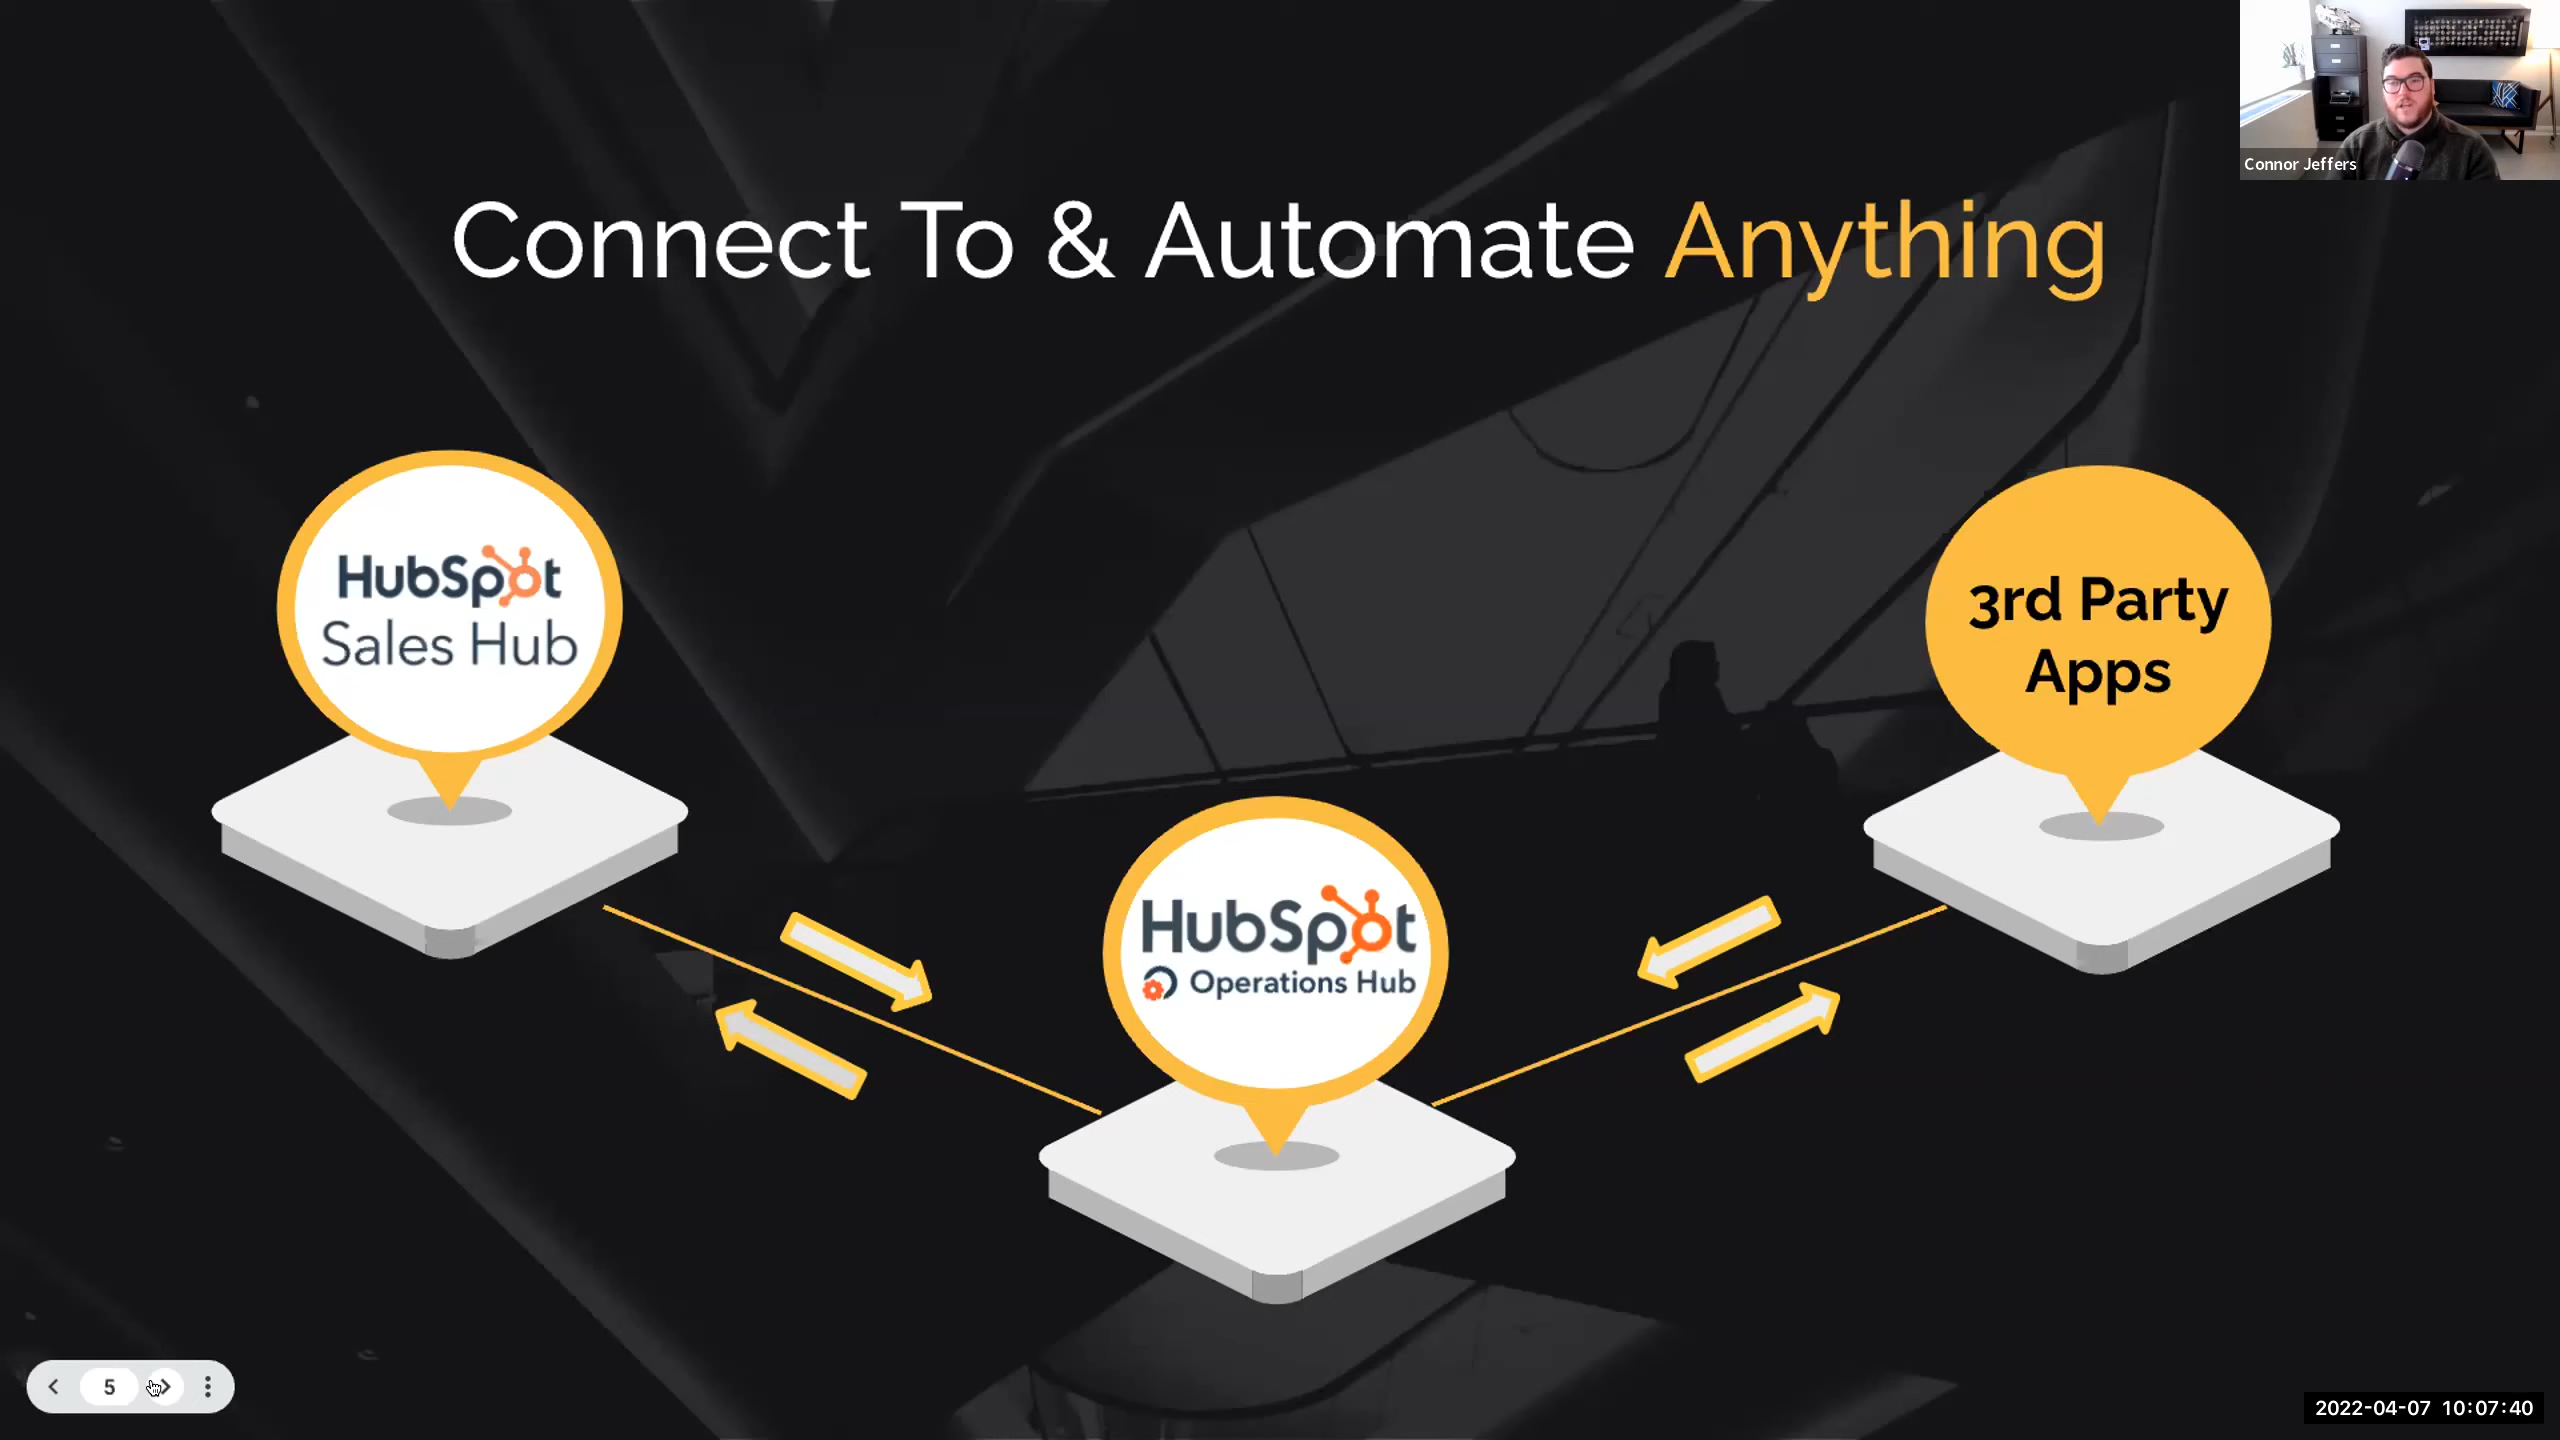 Connor Jeffers
Connect To & Automate Anything
HubSpot
Sales Hub
3rd Party
Apps
HubSpot
Operations Hub
5
2022-04-07 10:07:40